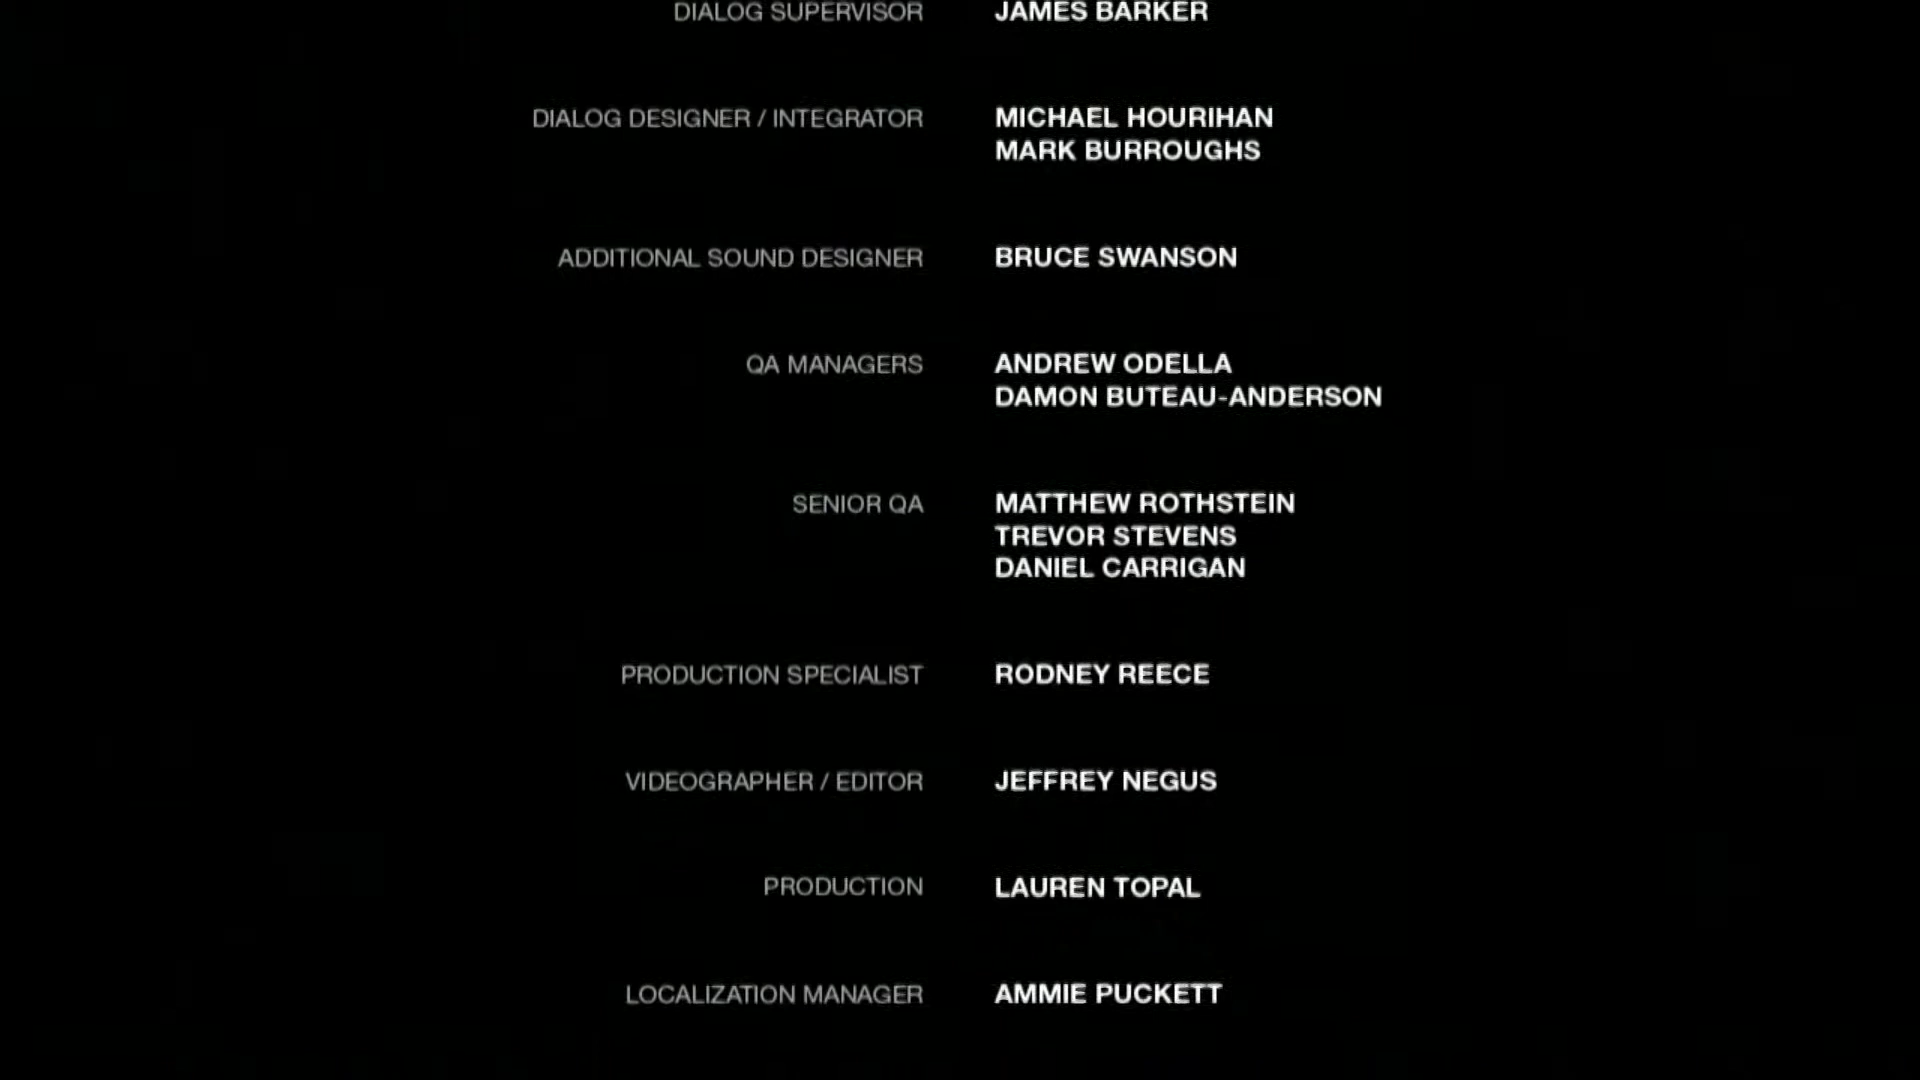 DIALOG SUPERVISOR JAMES BARKER
DIALOG DESIGNER / INTEGRATOR MICHAEL HOURIHAN
MARK BURROUGHS
ADDITIONAL SOUND DESIGNER BRUCE SWANSON
QA MANAGERS ANDREW ODELLA
DAMON BUTEAU-ANDERSON
SENIOR QA MATTHEW ROTHSTEIN
TREVOR STEVENS
DANIEL CARRIGAN
PRODUCTION SPECIALIST RODNEY REECE
VIDEOGRAPHER / EDITOR JEFFREY NEGUS
PRODUCTION LAUREN TOPAL
LOCALIZATION MANAGER AMMIE PUCKETT